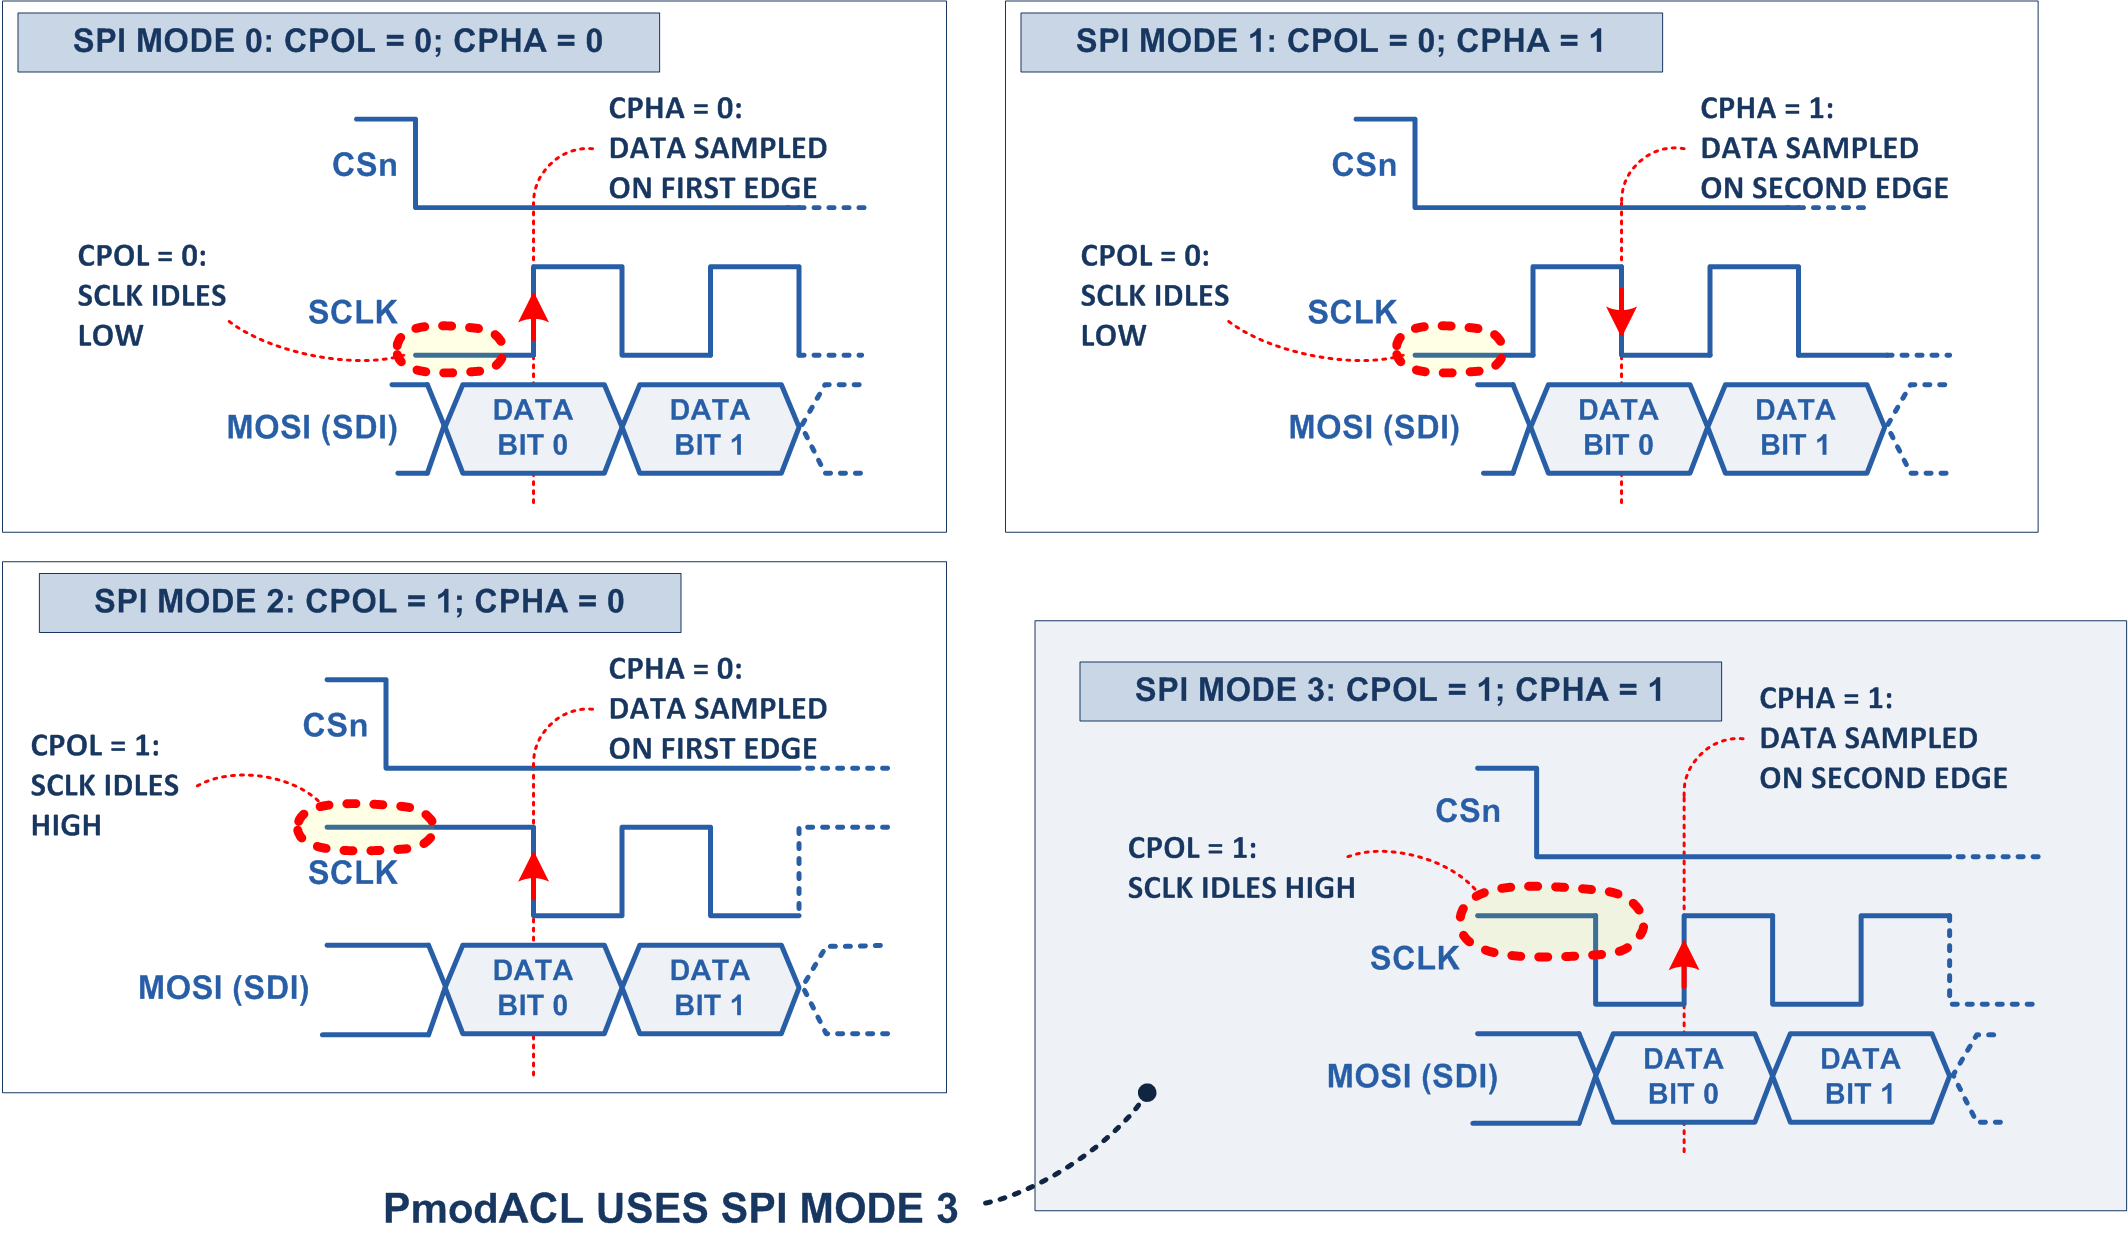 SPI MODE 0: CPOL = 0; CPHA = 0
CPHA = 0:
DATA SAMPLED
ON FIRST EDGE
CSn
CPOL = 0:
SCLK IDLES
LOW
SCLK
MOSI (SDI)
DATA
BIT 0
DATA
BIT 1
SPI MODE 1: CPOL = 0; CPHA = 1
CPHA = 1:
DATA SAMPLED
ON SECOND EDGE
CSn
CPOL = 0:
SCLK IDLES
LOW
SCLK
MOSI (SDI)
DATA
BIT 0
DATA
BIT 1
SPI MODE 2: CPOL = 1; CPHA = 0
CPHA = 0:
DATA SAMPLED
ON FIRST EDGE
CSn
CPOL = 1:
SCLK IDLES
HIGH
SCLK
MOSI (SDI)
DATA
BIT 0
DATA
BIT 1
SPI MODE 3: CPOL = 1; CPHA = 1
CPHA = 1:
DATA SAMPLED
ON SECOND EDGE
CSn
CPOL = 1:
SCLK IDLES HIGH
SCLK
MOSI (SDI)
DATA
BIT 0
DATA
BIT 1
PmodACL USES SPI MODE 3